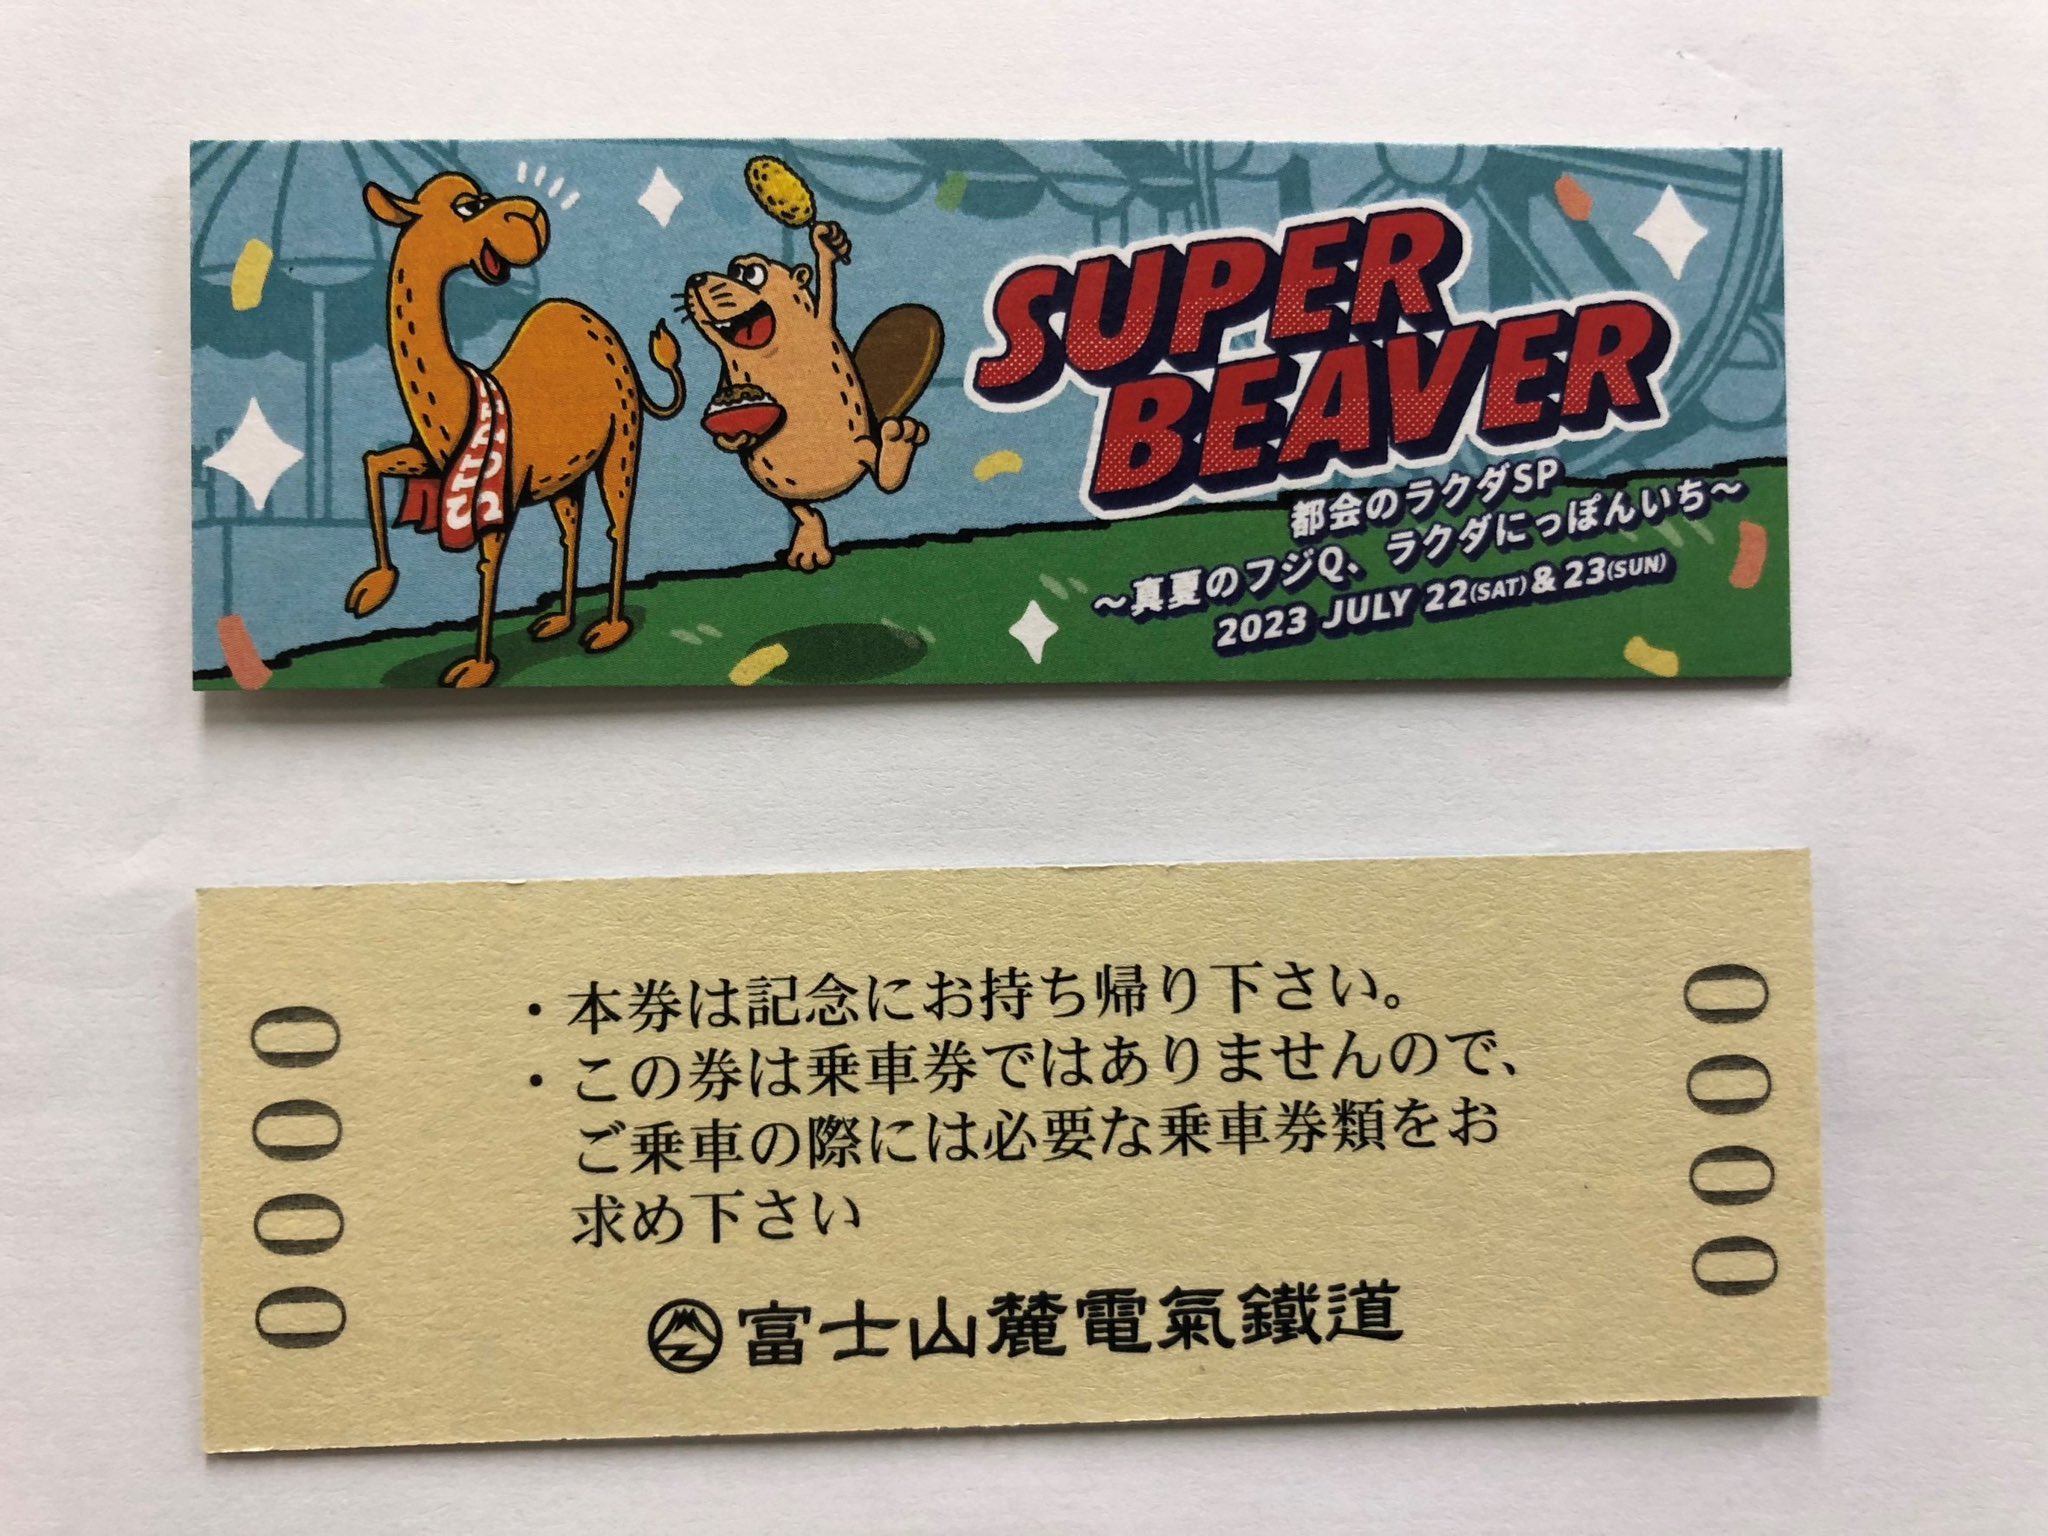 SUPER
BEAVER
都会のラクダSP
～真夏のフジQ、ラクダにっぽんいち～
2023 JULY 22(SAT)&23(SUN)
0000
・本券は記念にお持ち帰り下さい。
・この券は乗車券ではありませんので、
ご乗車の際には必要な乗車券類をお
求め下さい
富士山麓電氣鐵道
0000